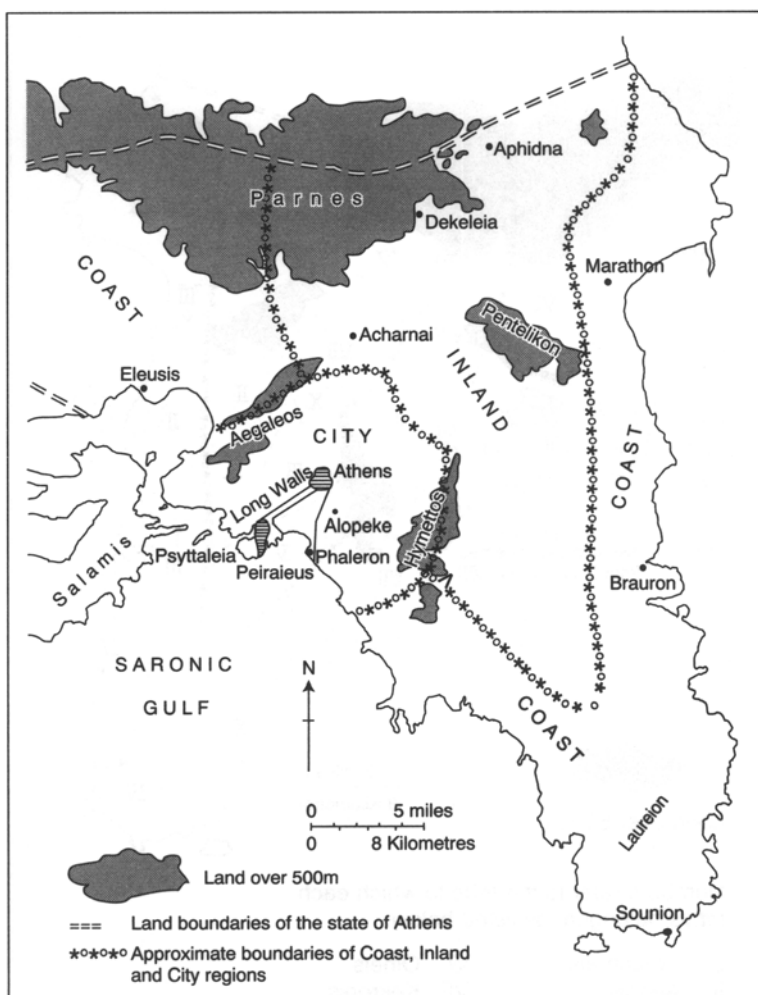 Aphidna
Parnes
Dekeleia
COAST
Marathon
Pentelikon
Acharnai
INLAND
Eleusis
Aegaleos
CITY
COAST
Athens
Long Walls
Alopeke
Hymettos
Psyttaleia
Phaleron
Salamis
Peiraieus
Brauron
SARONIC
GULF
N
COAST
0 5 miles
0 8 Kilometres
Laureion
Land over 500m
Sounion
Land boundaries of the state of Athens
Approximate boundaries of Coast, Inland
and City regions